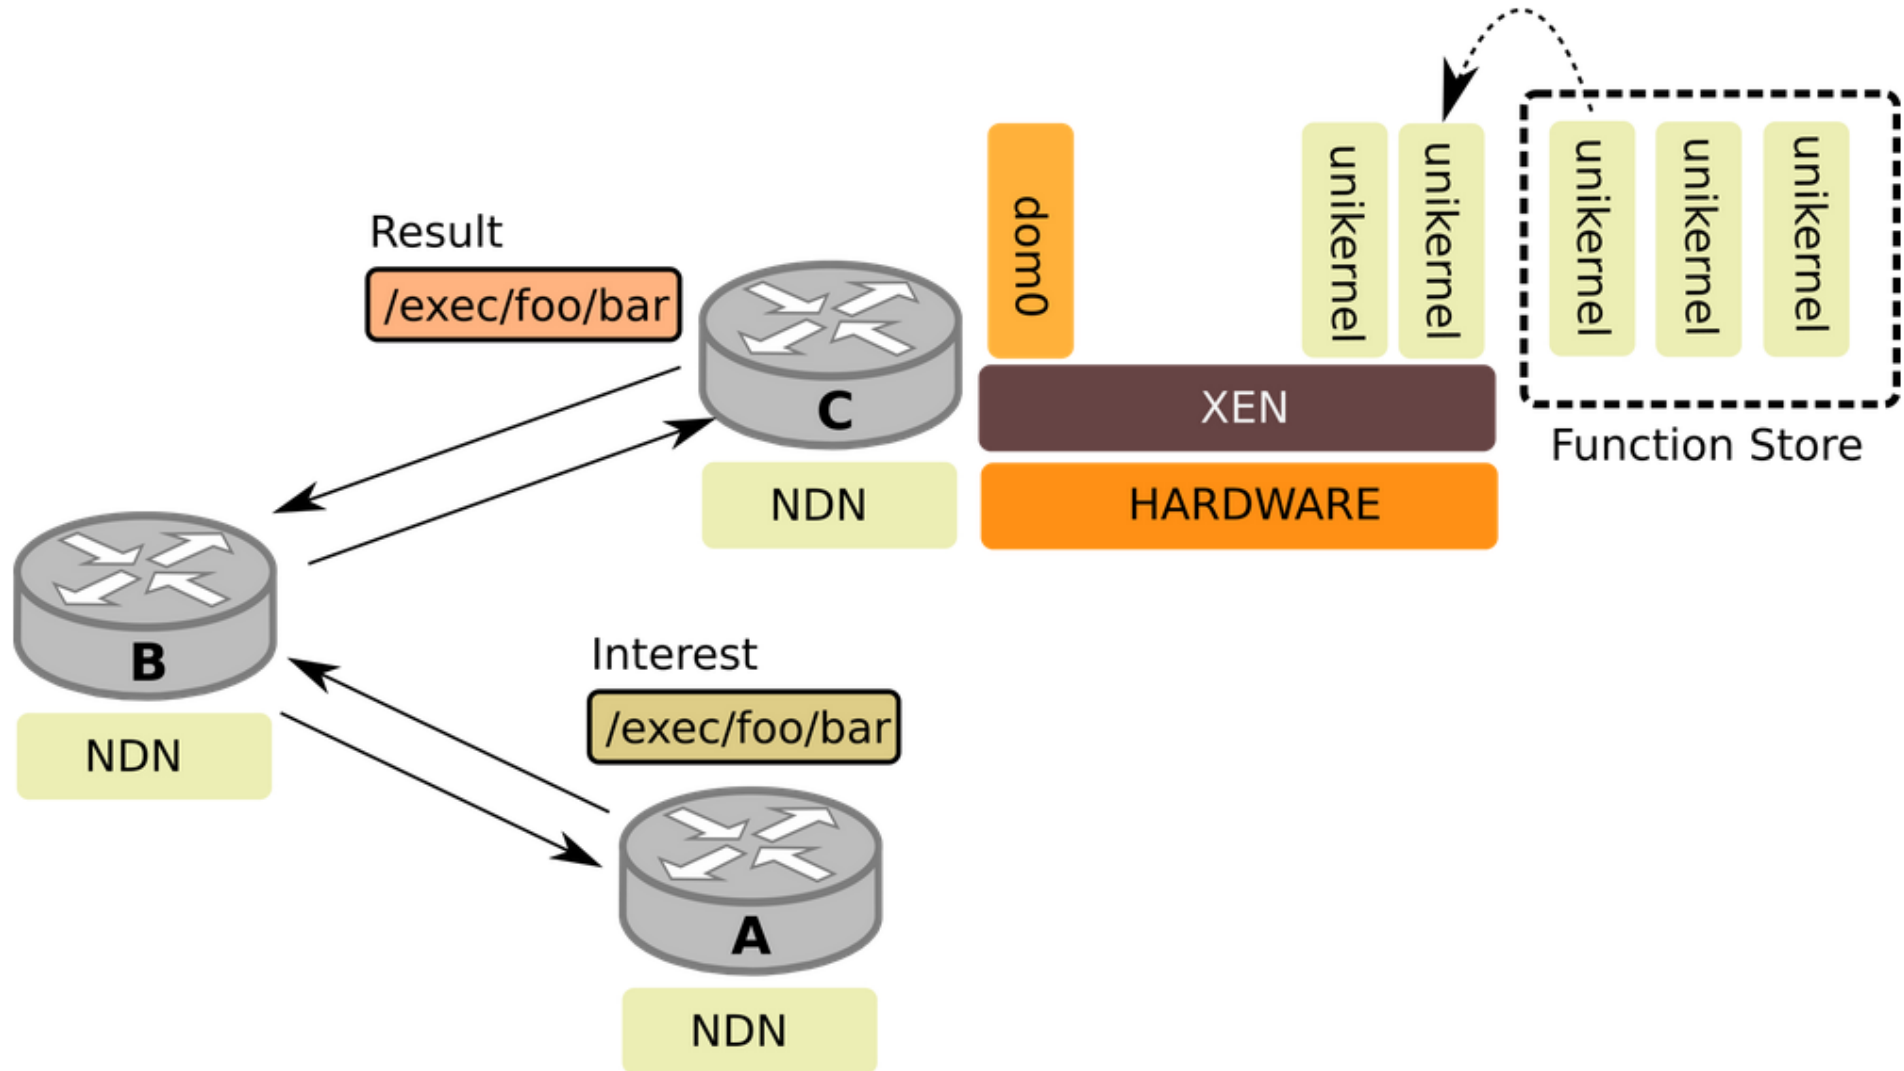 Result
/exec/foo/bar
C
NDN
dom0
unikernel
unikernel
XEN
HARDWARE
unikernel
unikernel
unikernel
Function Store
B
NDN
Interest
/exec/foo/bar
A
NDN